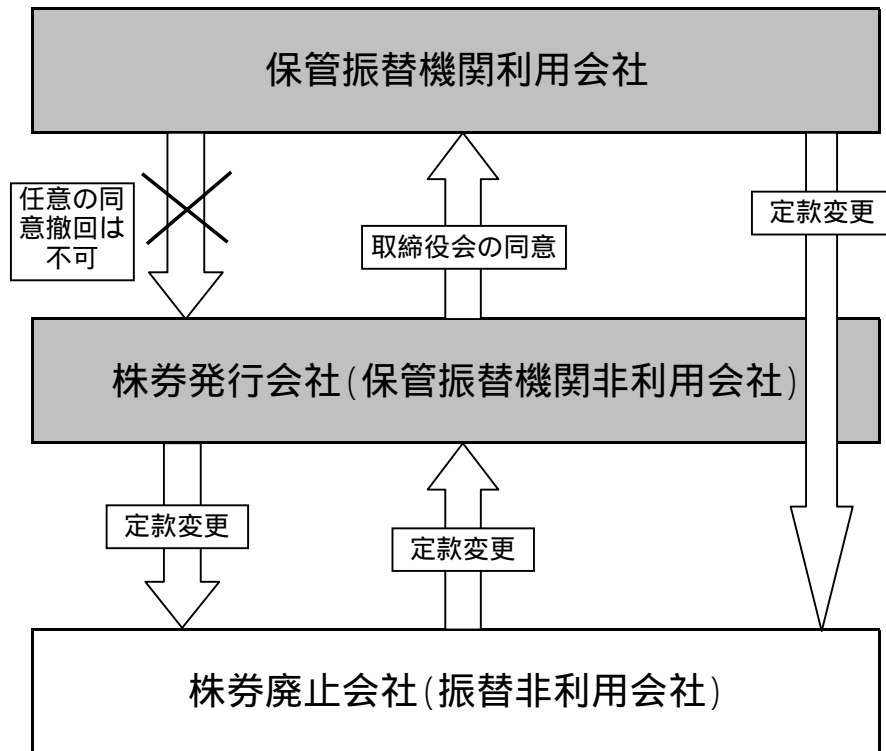 保管振替機関利用会社
任意の同
意撤回は
不可
取締役会の同意
定款変更
株券発行会社(保管振替機関非利用会社)
定款変更
定款変更
株券廃止会社(振替非利用会社)